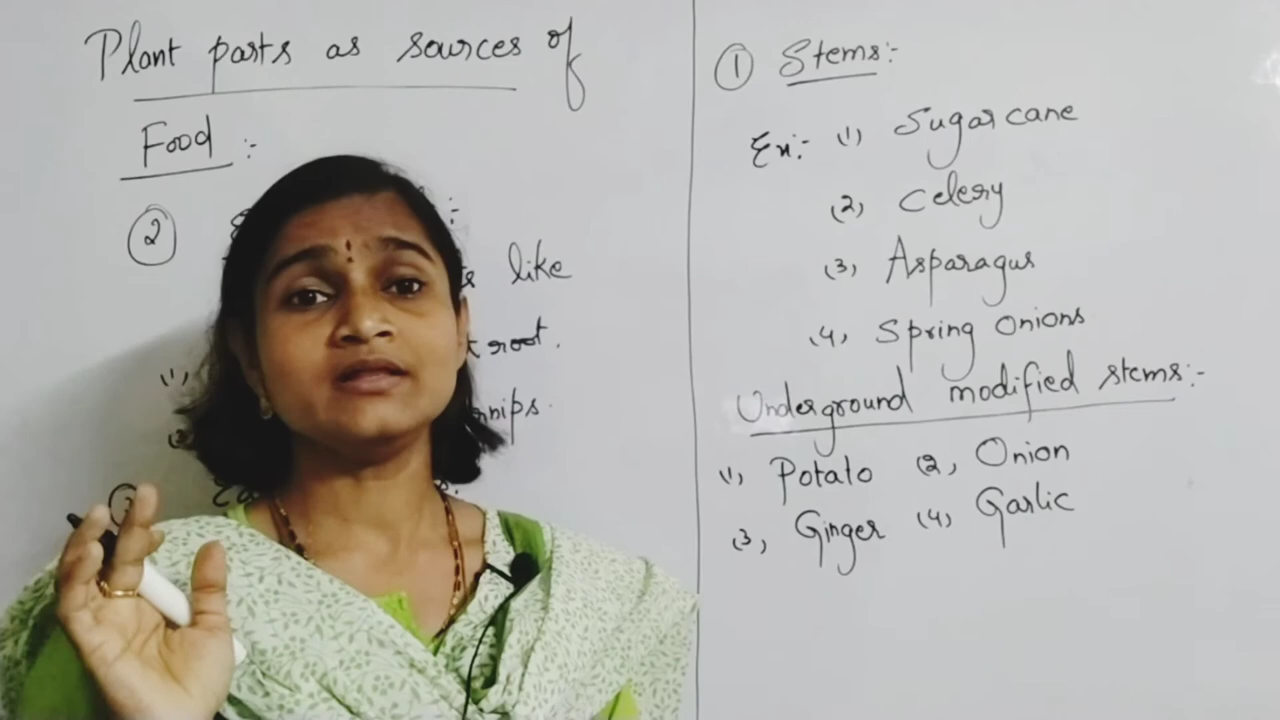 Plant parts as sources of
Food :-
②
like
root.
③
① Stems:-
Ex:- (1) Sugarcane
(2) Celery
(3) Asparagus
(4) Spring Onions
Underground modified stems:-
(1) Potato (2) Onion
(3) Ginger (4) Garlic